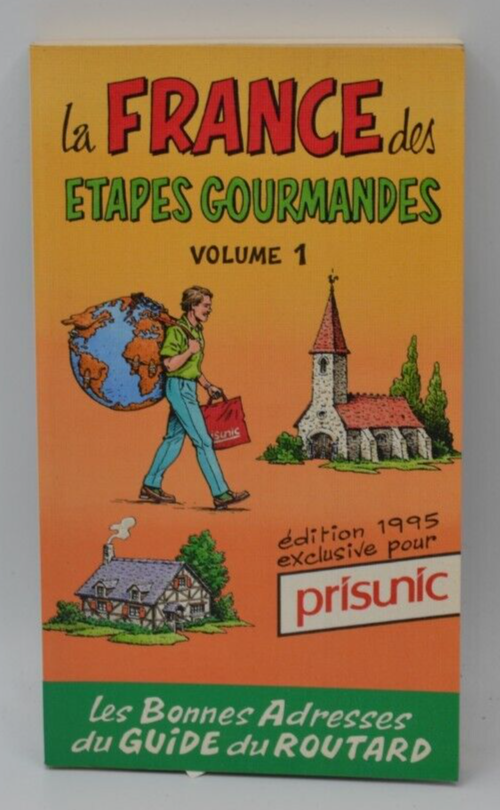 la FRANCE des
ETAPES GOURMANDES
VOLUME 1
prisunic
édition 1995
exclusive pour
prisunic
Les Bonnes Adresses
du GUiDE du ROUTARD